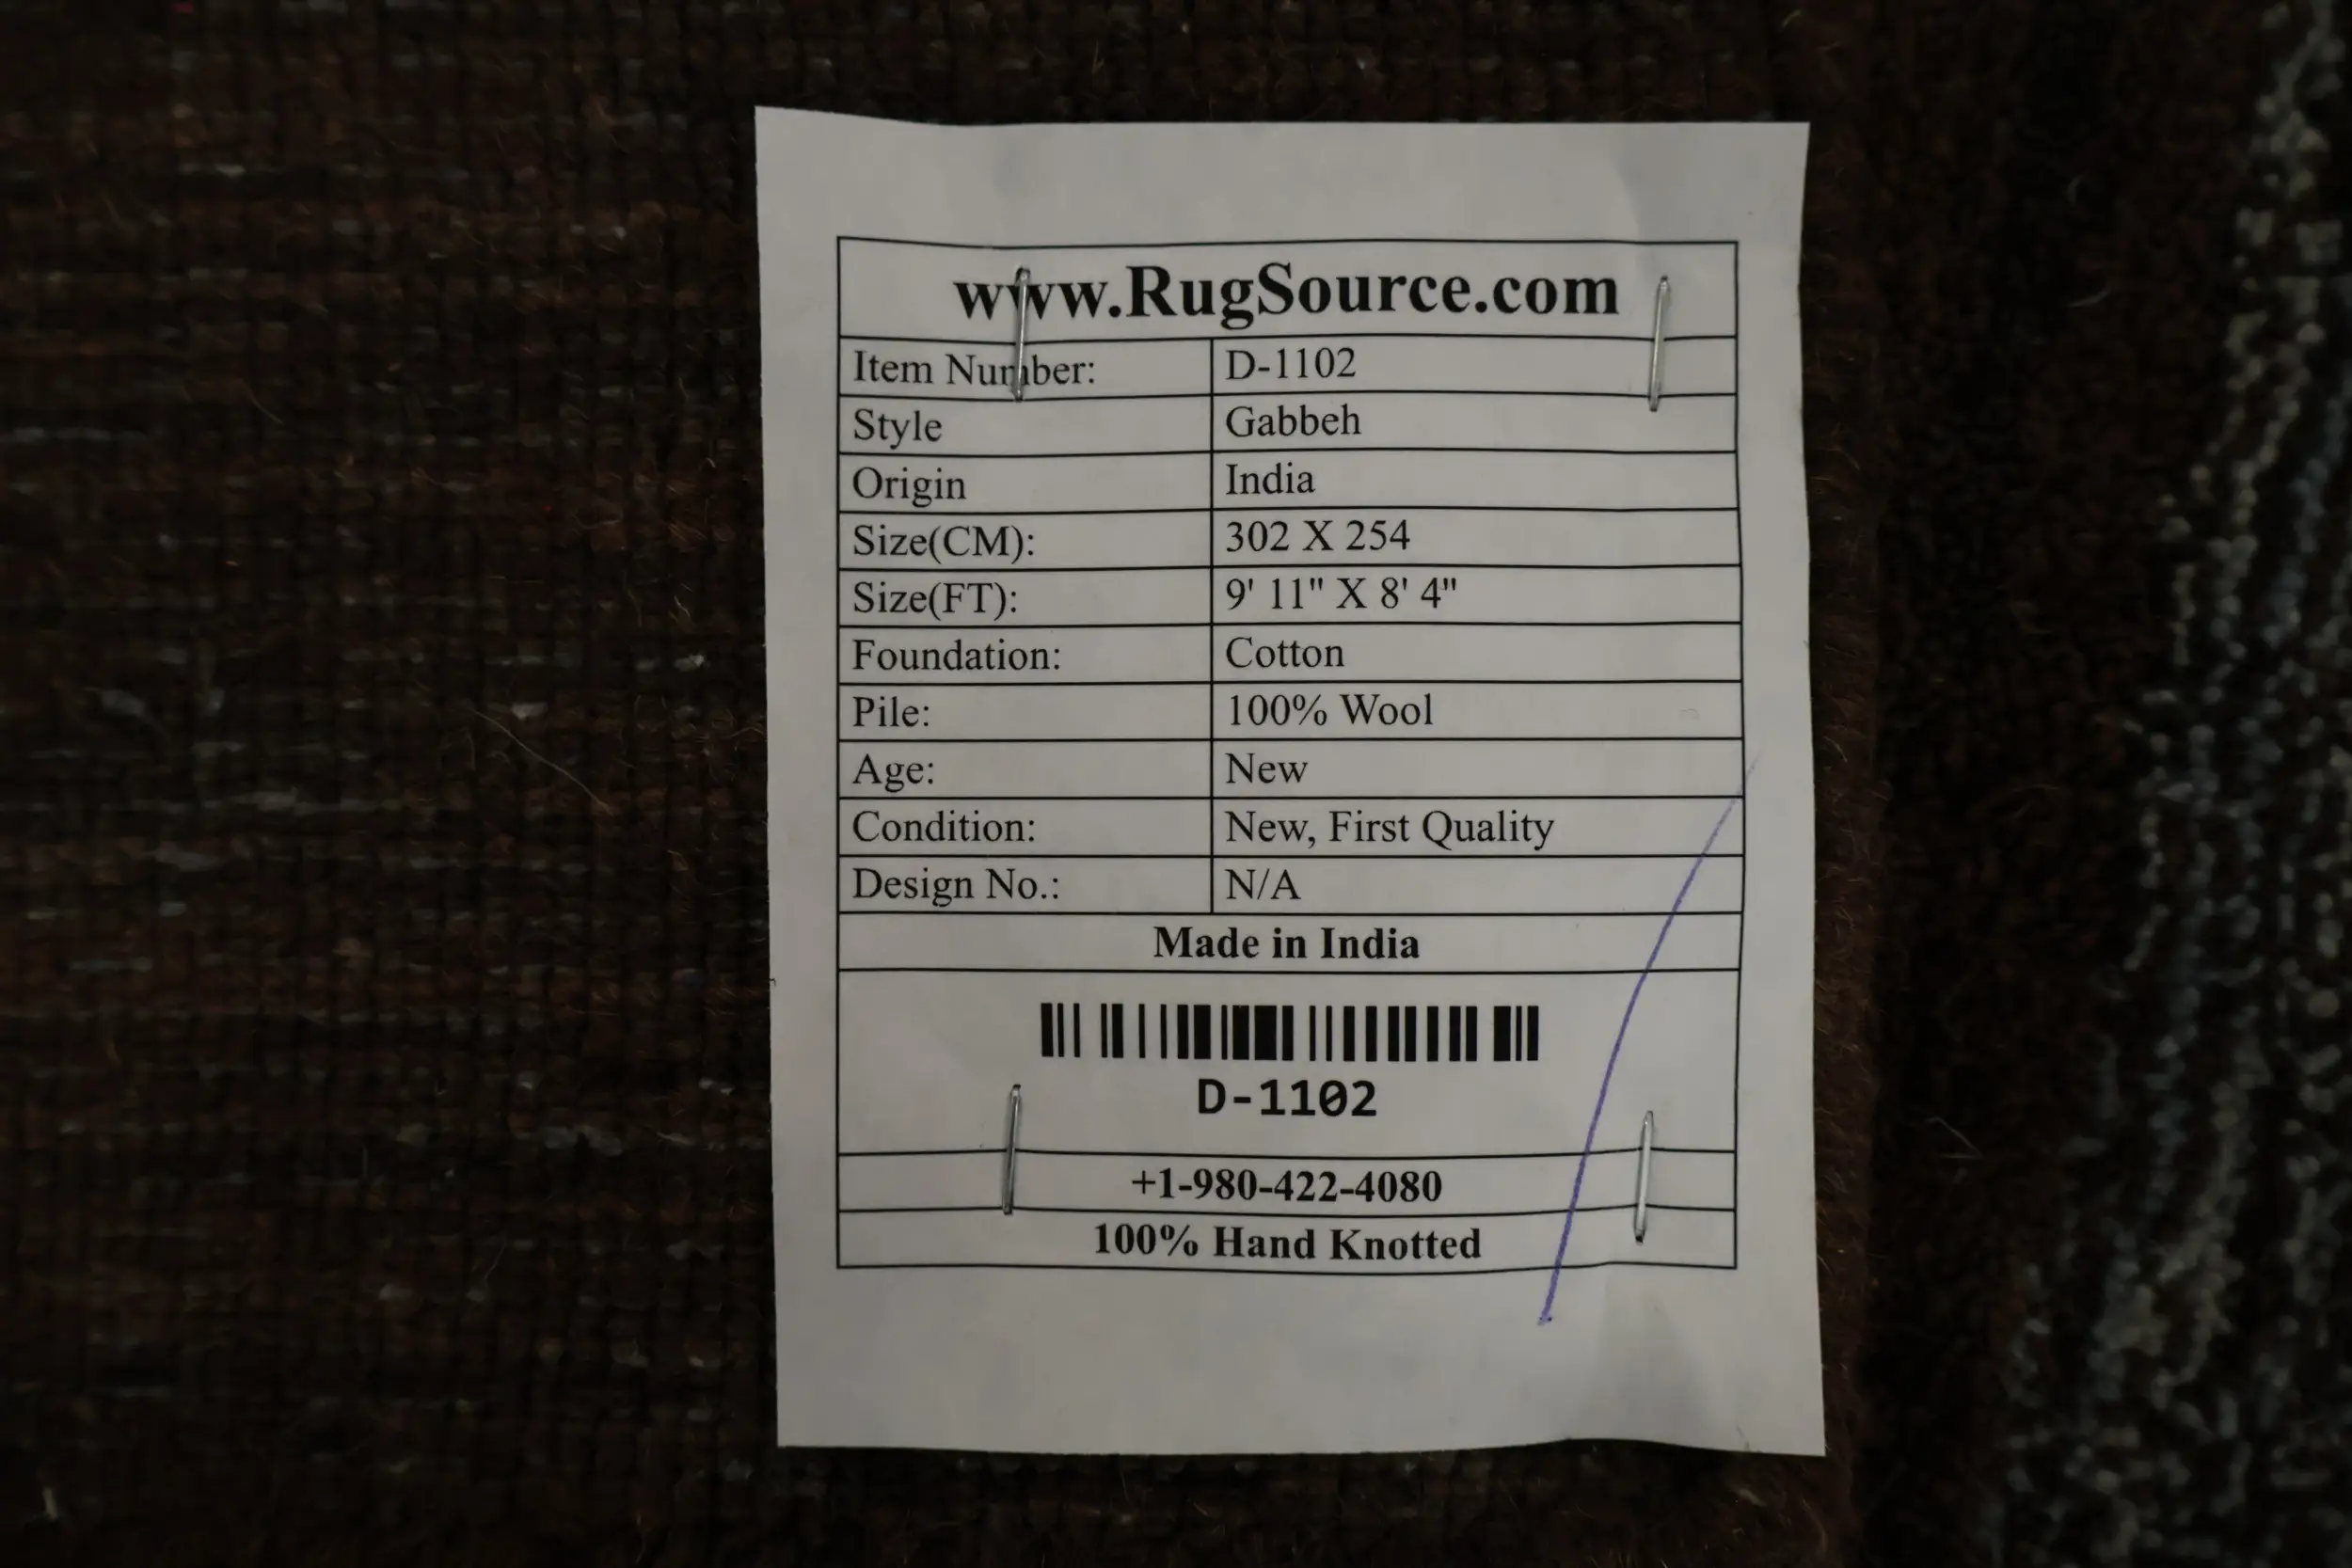 www.RugSource.com
Item Number: D-1102
Style Gabbeh
Origin India
Size(CM): 302 X 254
Size(FT): 9' 11" X 8' 4"
Foundation: Cotton
Pile: 100% Wool
Age: New
Condition: New, First Quality
Design No.: N/A
Made in India
D-1102
+1-980-422-4080
100% Hand Knotted